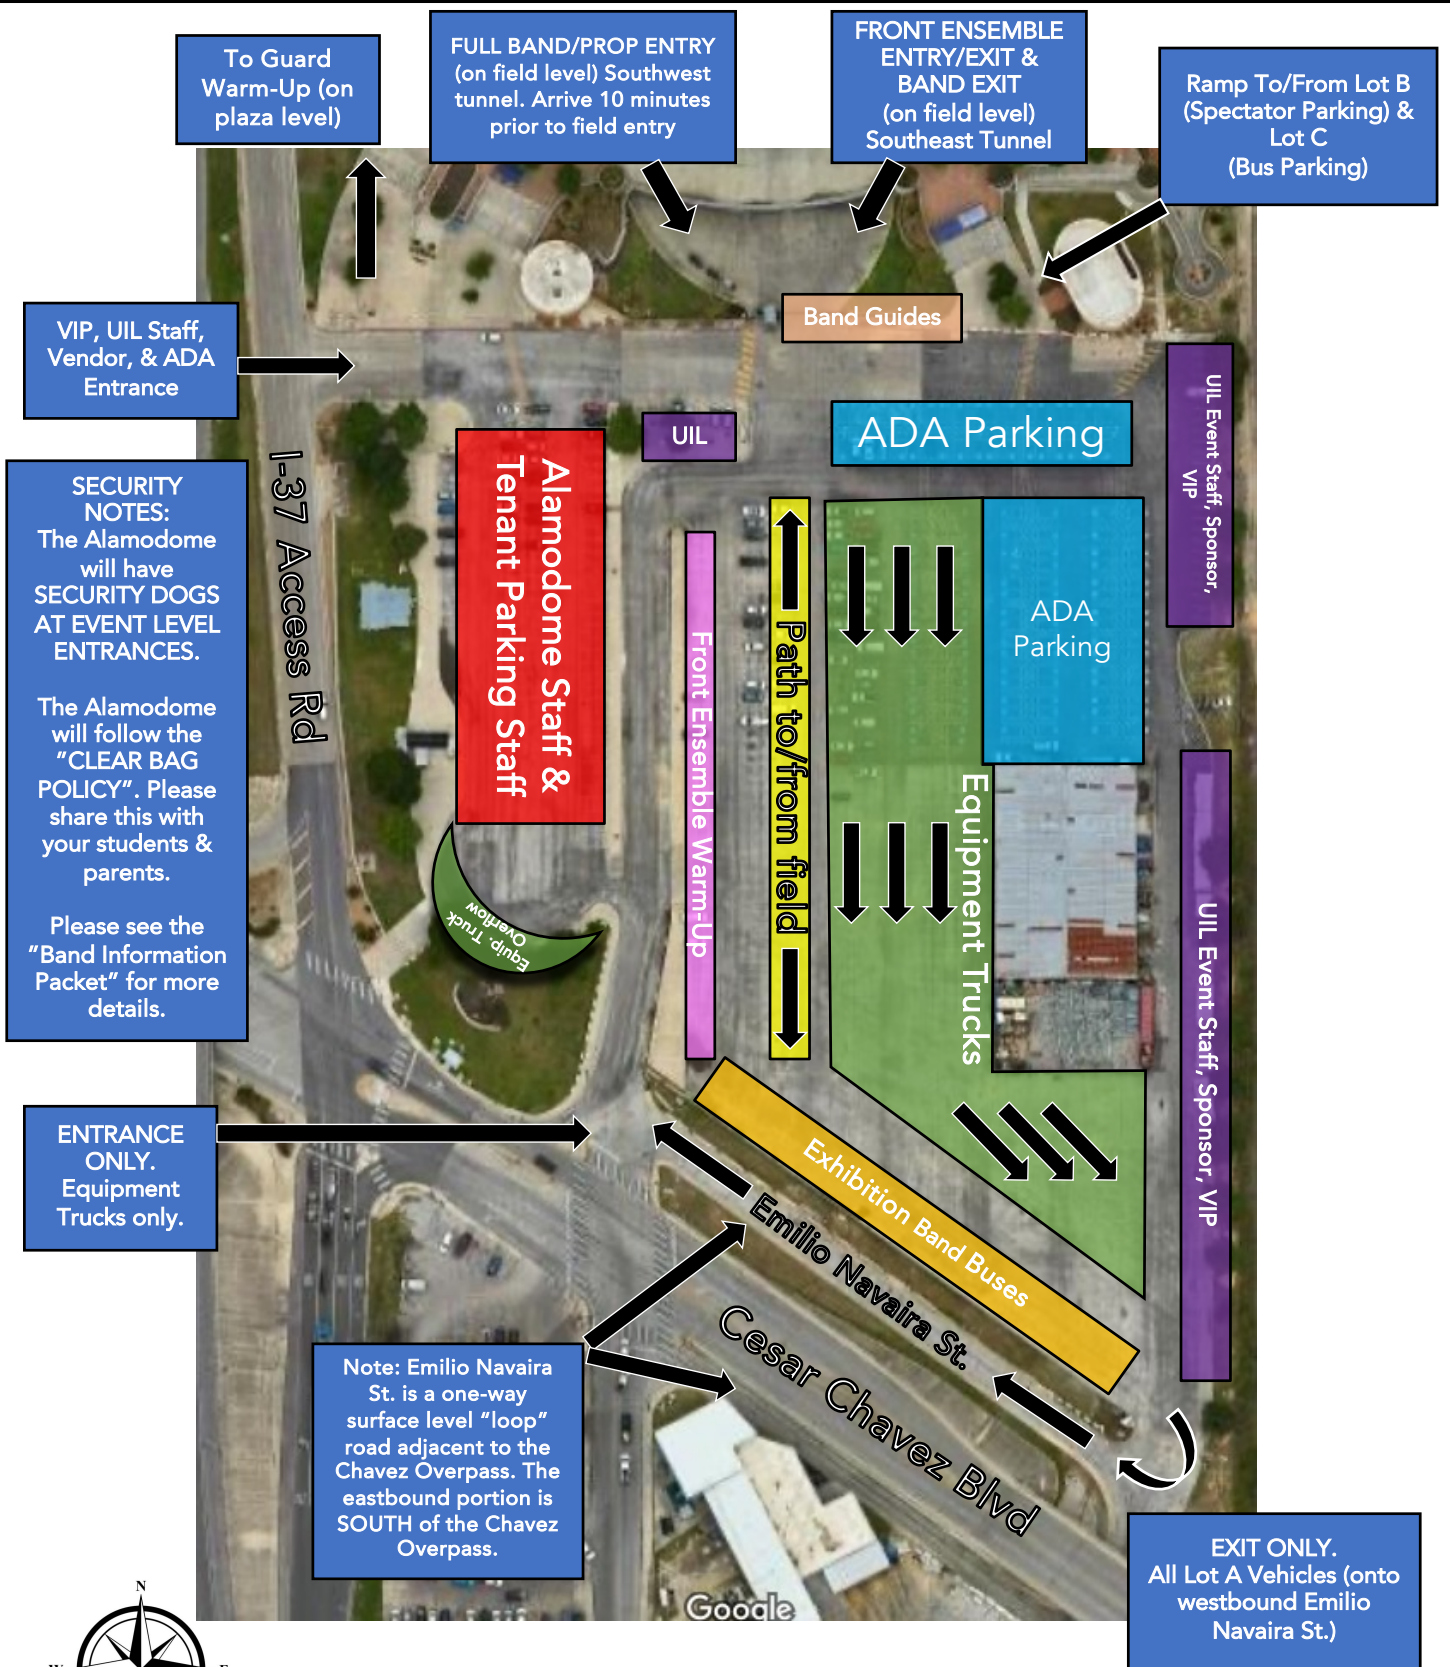 To Guard
Warm-Up (on
plaza level)
FULL BAND/PROP ENTRY
(on field level) Southwest
tunnel. Arrive 10 minutes
prior to field entry
FRONT ENSEMBLE
ENTRY/EXIT &
BAND EXIT
(on field level)
Southeast Tunnel
Ramp To/From Lot B
(Spectator Parking) &
Lot C
(Bus Parking)
Band Guides
VIP, UIL Staff,
Vendor, & ADA
Entrance
UIL
ADA Parking
UIL Event Staff, Sponsor,
VIP
SECURITY
NOTES:
The Alamodome
will have
SECURITY DOGS
AT EVENT LEVEL
ENTRANCES.
The Alamodome
will follow the
"CLEAR BAG
POLICY". Please
share this with
your students &
parents.
Please see the
"Band Information
Packet" for more
details.
I-37 Access Rd
Alamodome Staff &
Tenant Parking Staff
Front Ensemble Warm-Up
Path to/from field
ADA
Parking
Equipment Trucks
Equip. Truck
Overflow
UIL Event Staff, Sponsor, VIP
ENTRANCE
ONLY.
Equipment
Trucks only.
Exhibition Band Buses
Emilio Navaira St.
Cesar Chavez Blvd
Note: Emilio Navaira
St. is a one-way
surface level "loop"
road adjacent to the
Chavez Overpass. The
eastbound portion is
SOUTH of the Chavez
Overpass.
EXIT ONLY.
All Lot A Vehicles (onto
westbound Emilio
Navaira St.)
Google
N
W
E